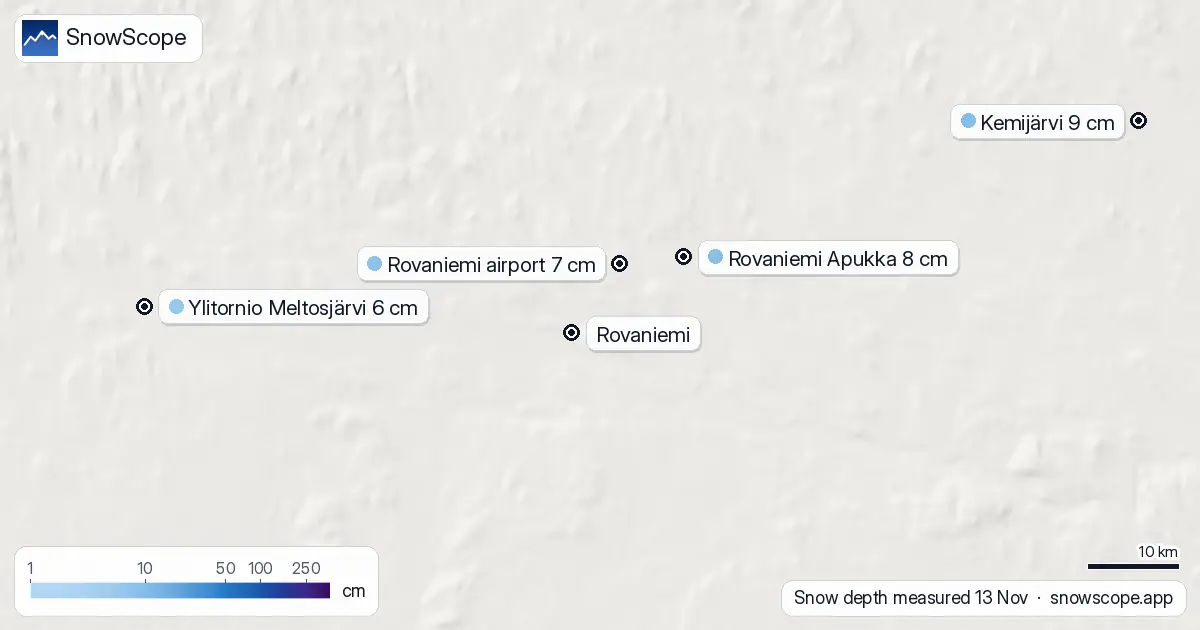 SnowScope
Kemijärvi 9 cm
Rovaniemi airport 7 cm
Rovaniemi Apukka 8 cm
Ylitornio Meltosjärvi 6 cm
Rovaniemi
1 10 50 100 250
cm
10 km
Snow depth measured 13 Nov · snowscope.app